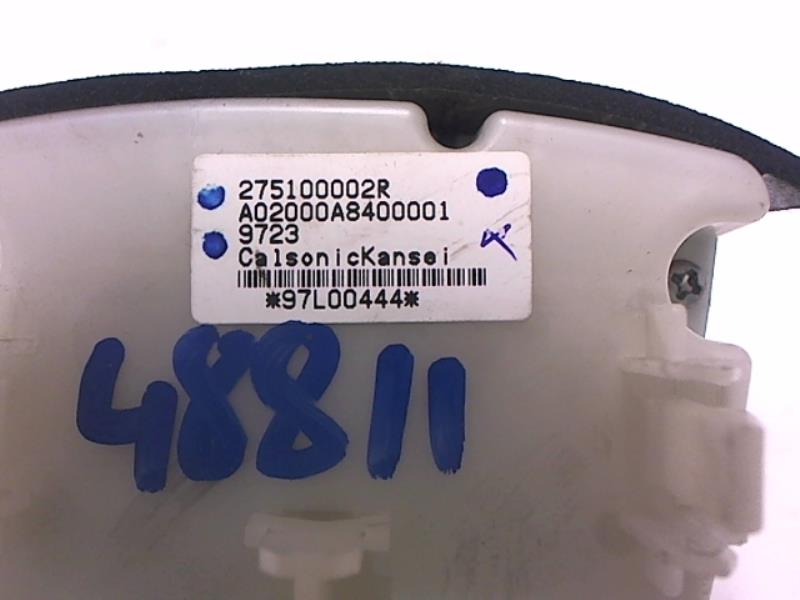 275100002R
A02000A8400001
9723
CalsonicKansei
*97L00444*
48811